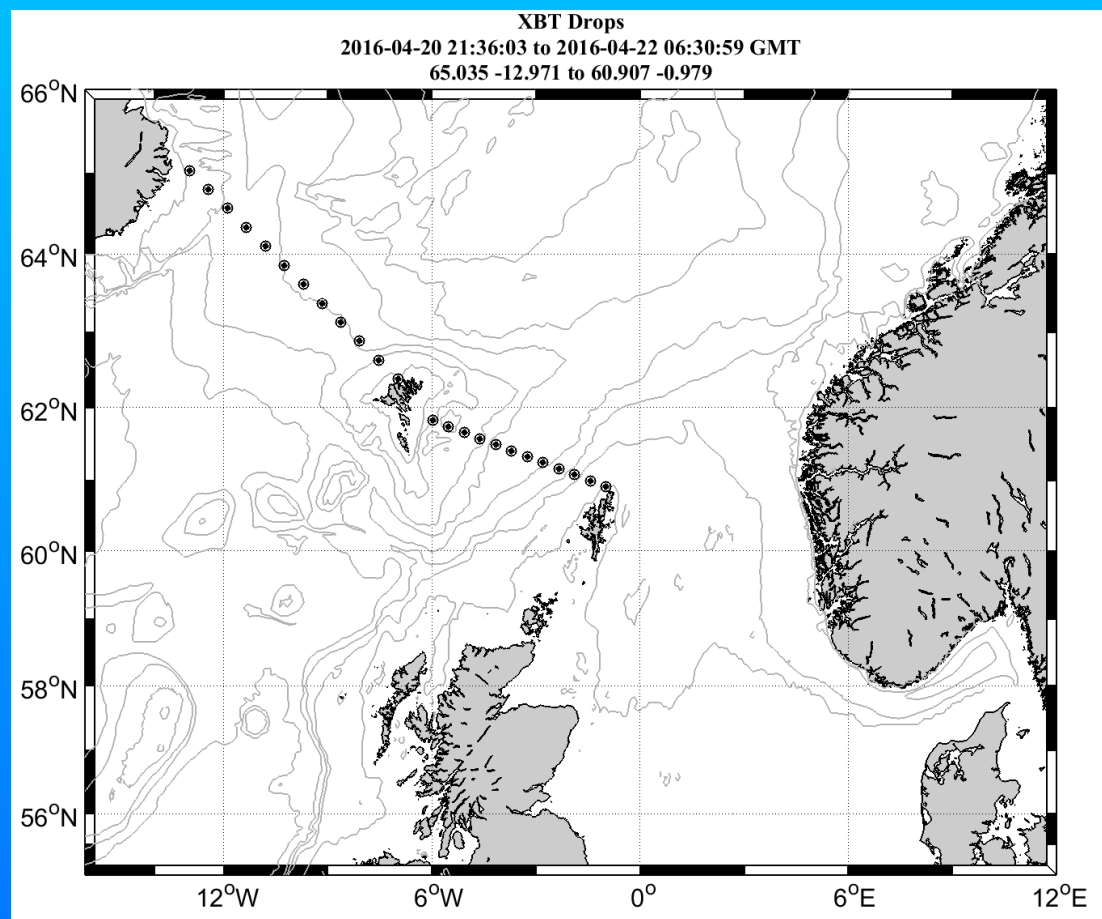 XBT Drops
2016-04-20 21:36:03 to 2016-04-22 06:30:59 GMT
65.035 -12.971 to 60.907 -0.979
66°N
64°N
62°N
60°N
58°N
56°N
12°W
6°W
0°
6°E
12°E